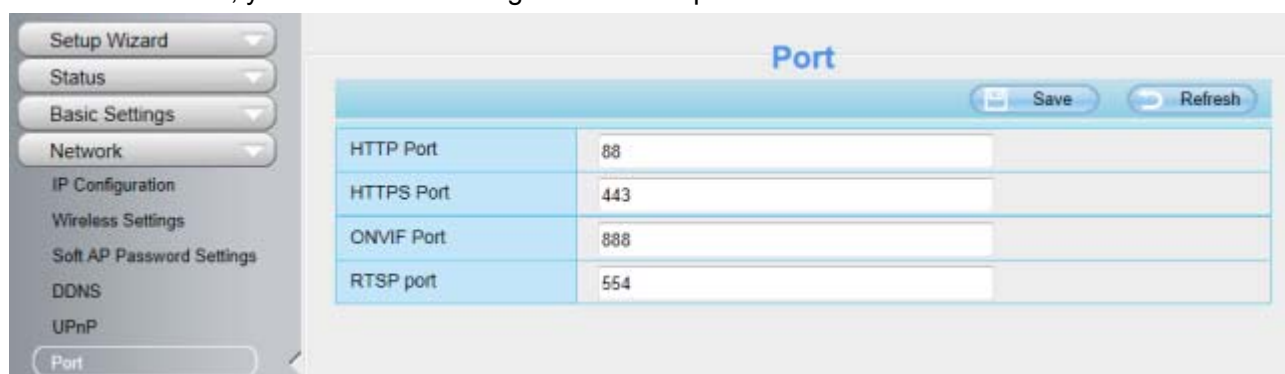 Setup Wizard
Status
Basic Settings
Network
IP Configuration
Wireless Settings
Soft AP Password Settings
DDNS
UPnP
Port
Port
Save Refresh
HTTP Port 88
HTTPS Port 443
ONVIF Port 888
RTSP port 554